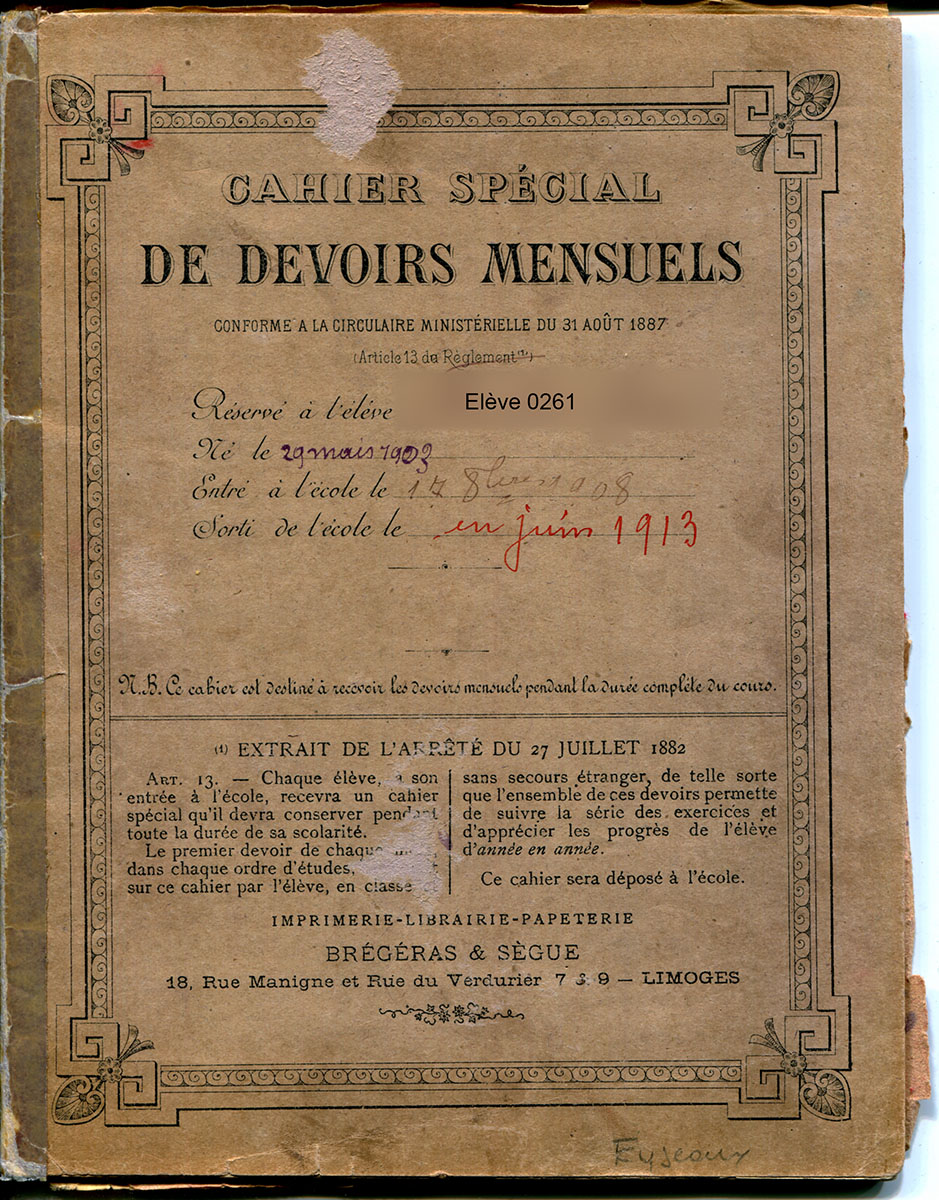 CAHIER SPÉCIAL
DE DEVOIRS MENSUELS
CONFORME A LA CIRCULAIRE MINISTÉRIELLE DU 31 AOÛT 1887
(Article 13 du Règlement (1))
Réservé à l'élève Elève 0261
Né le 29 mais 1903
Entré à l'école le 17 8bre 1908
Sorti de l'école le en juin 1913
N.B. Ce cahier est destiné à recevoir les devoirs mensuels pendant la durée complète du cours.
(1) EXTRAIT DE L'ARRÊTÉ DU 27 JUILLET 1882
ART. 13. — Chaque élève, à son
entrée à l'école, recevra un cahier
spécial qu'il devra conserver pendant
toute la durée de sa scolarité.
Le premier devoir de chaque
dans chaque ordre d'études,
sur ce cahier par l'élève, en classe et
sans secours étranger, de telle sorte
que l'ensemble de ces devoirs permette
de suivre la série des exercices et
d'apprécier les progrès de l'élève
d'année en année.
Ce cahier sera déposé à l'école.
IMPRIMERIE-LIBRAIRIE-PAPETERIE
BRÉGÉRAS & SÈGUE
18, Rue Manigne et Rue du Verdurier 7 & 9 — LIMOGES
Eyjeaux